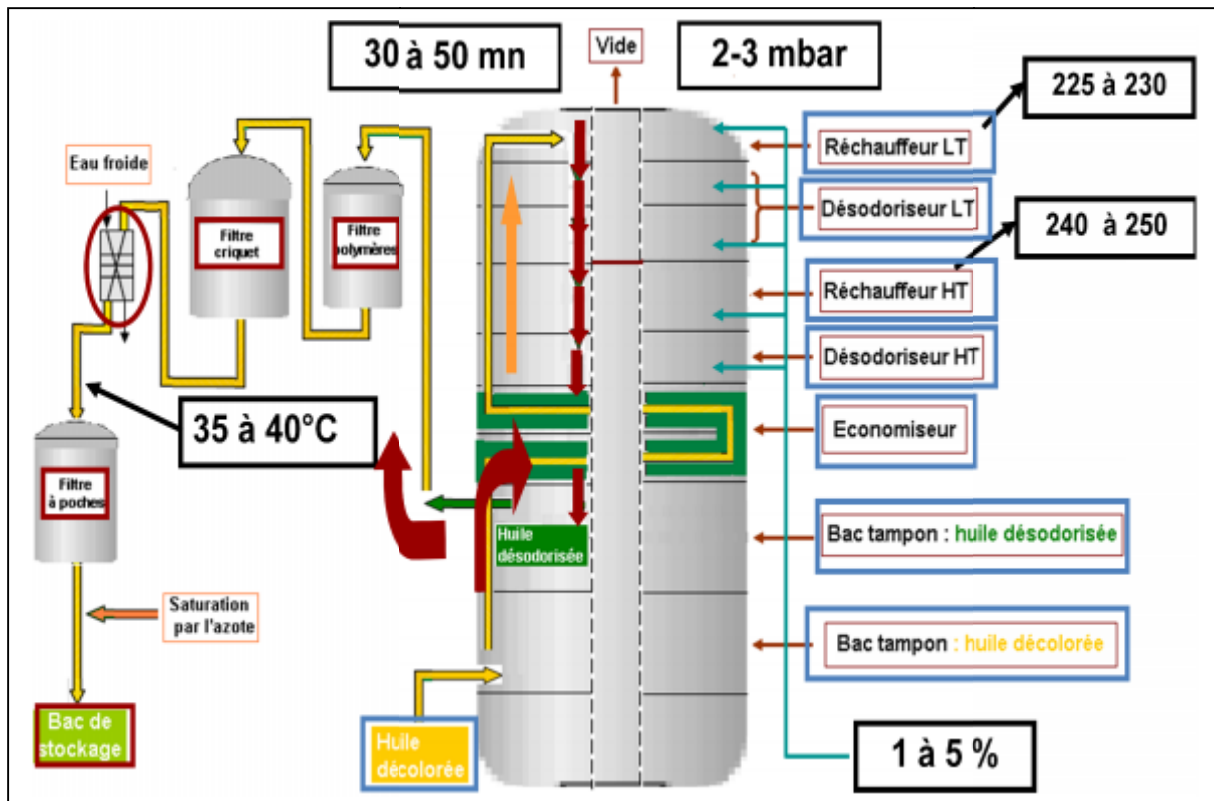 30 à 50 mn
Vide
2-3 mbar
225 à 230
Eau froide
Réchauffeur LT
Filtre
criquet
Filtre
polymères
Désodoriseur LT
240 à 250
Réchauffeur HT
Désodoriseur HT
35 à 40°C
Economiseur
Filtre
à poches
Huile
désodorisée
Bac tampon : huile désodorisée
Saturation
par l'azote
Bac tampon : huile décolorée
Bac de
stockage
Huile
décolorée
1 à 5 %